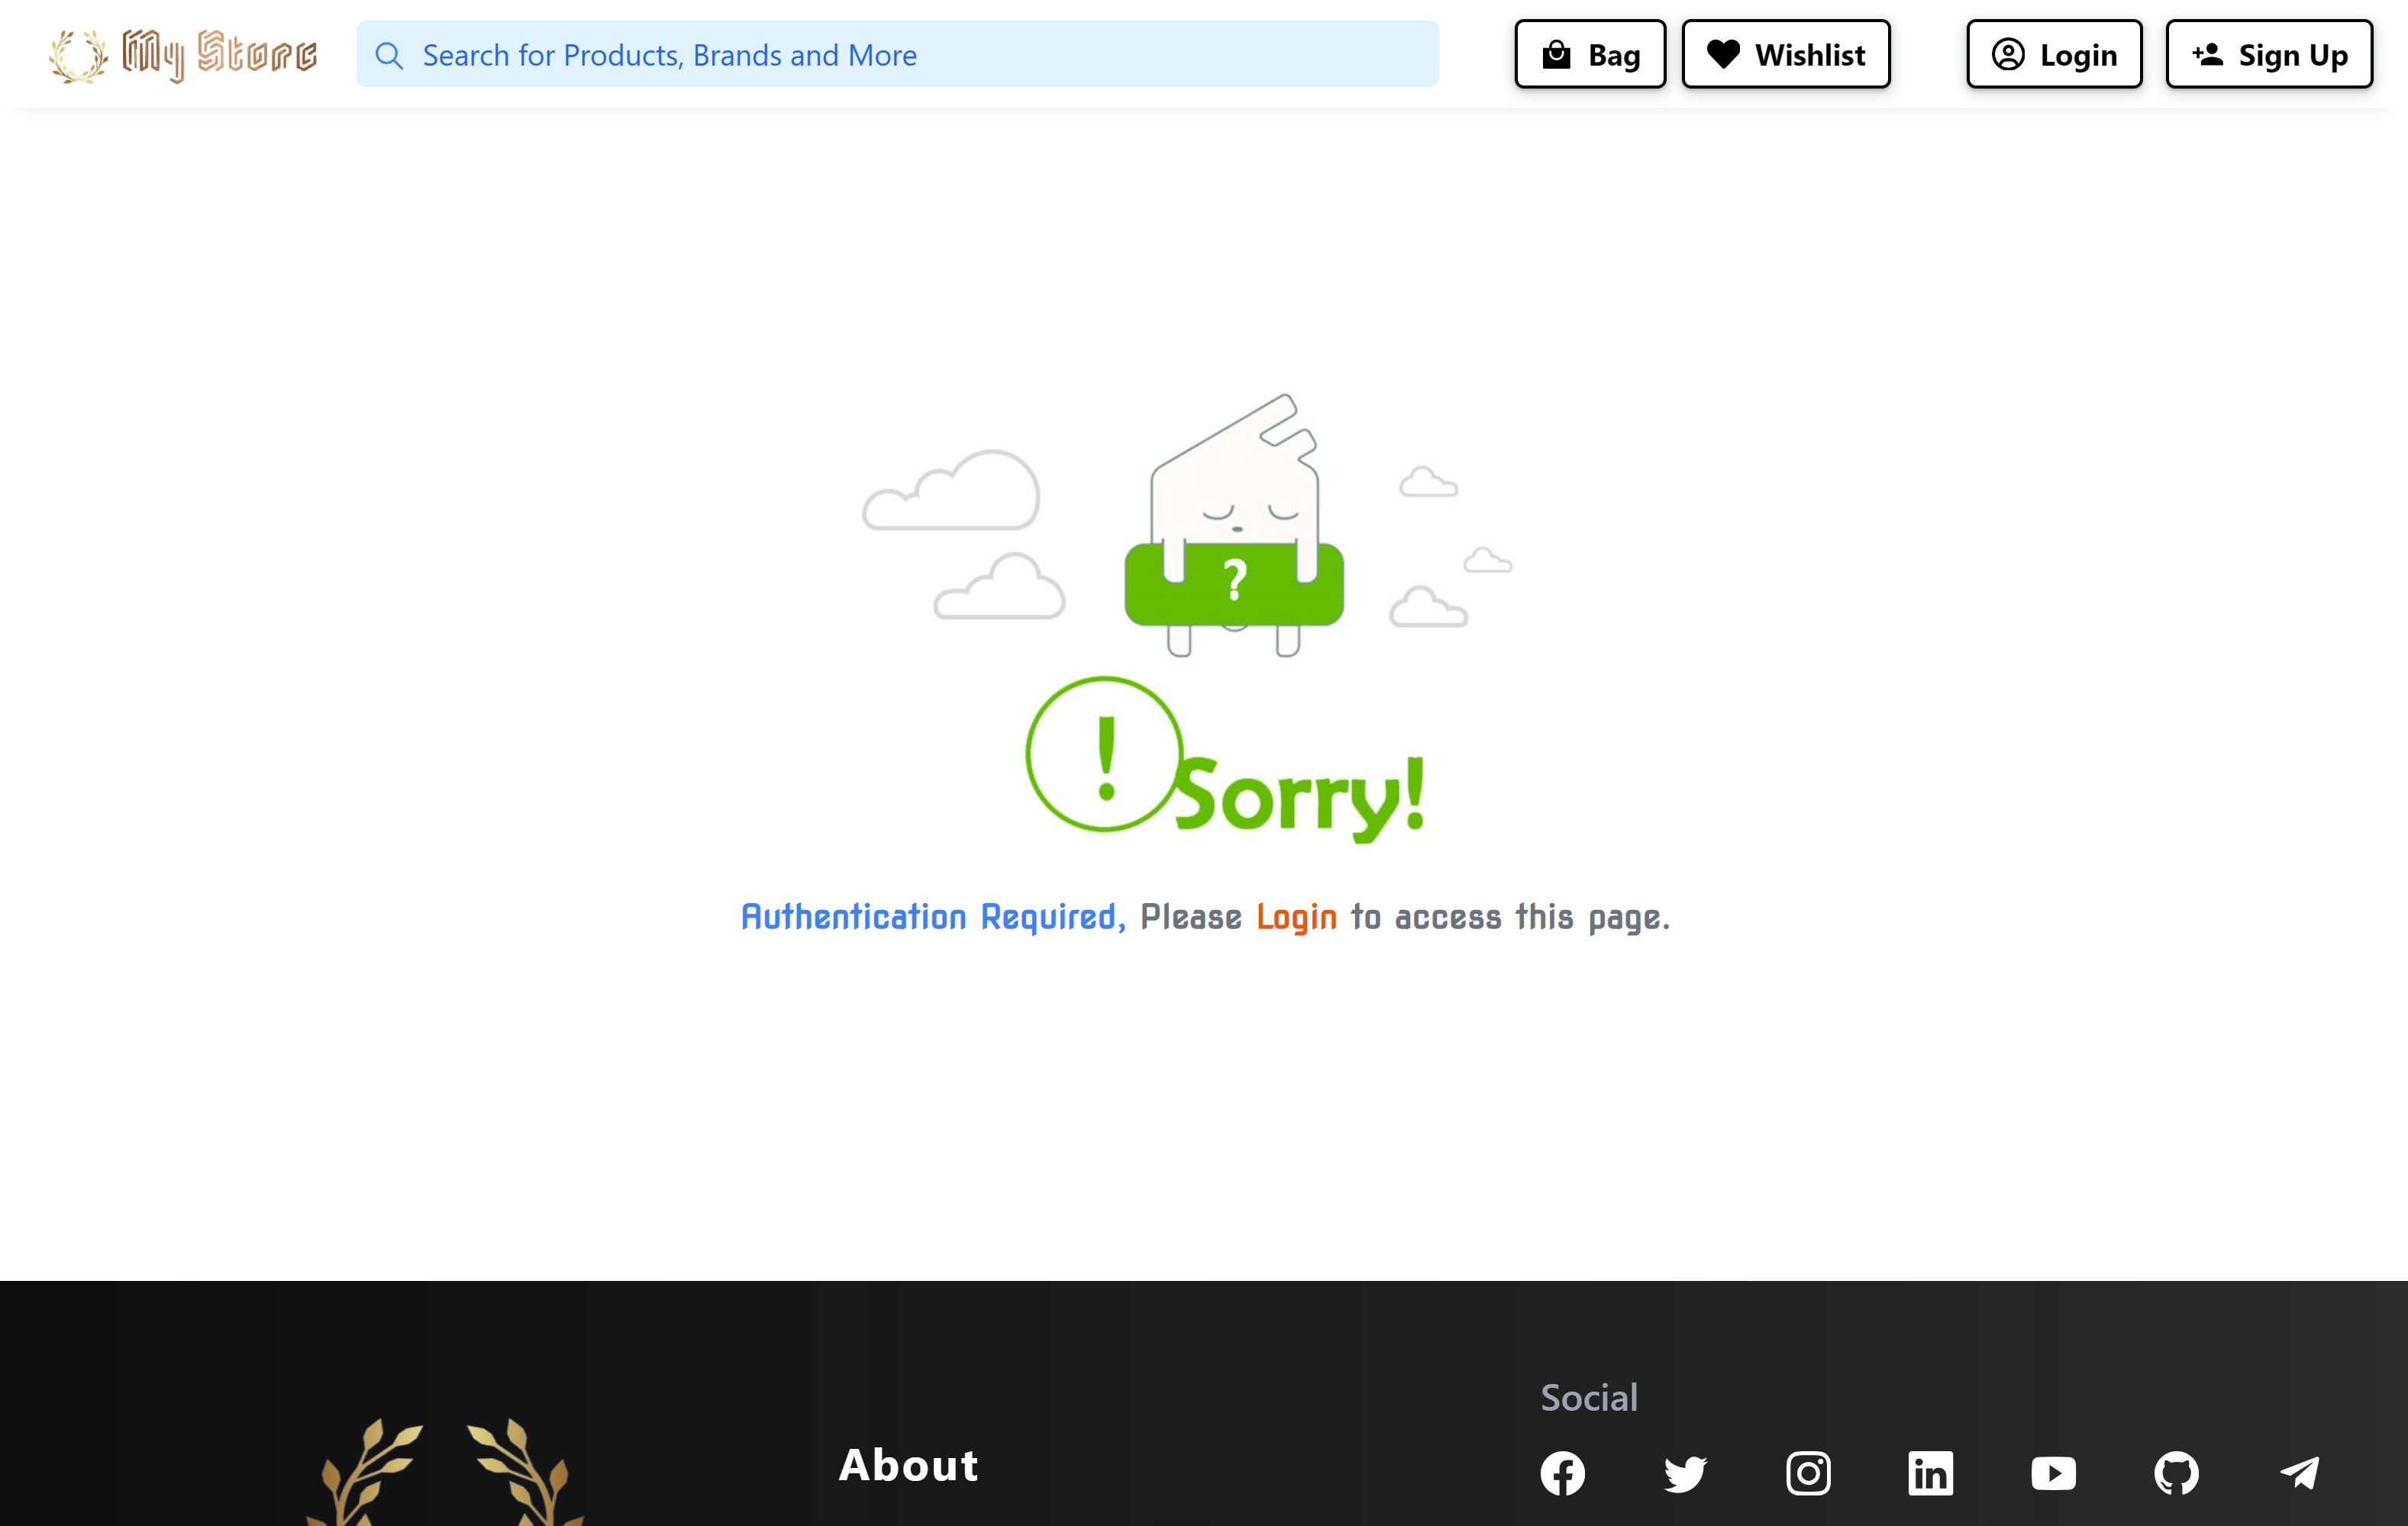 My Store
Search for Products, Brands and More
Bag
Wishlist
Login
Sign Up
?
! Sorry!
Authentication Required, Please Login to access this page.
Social
About